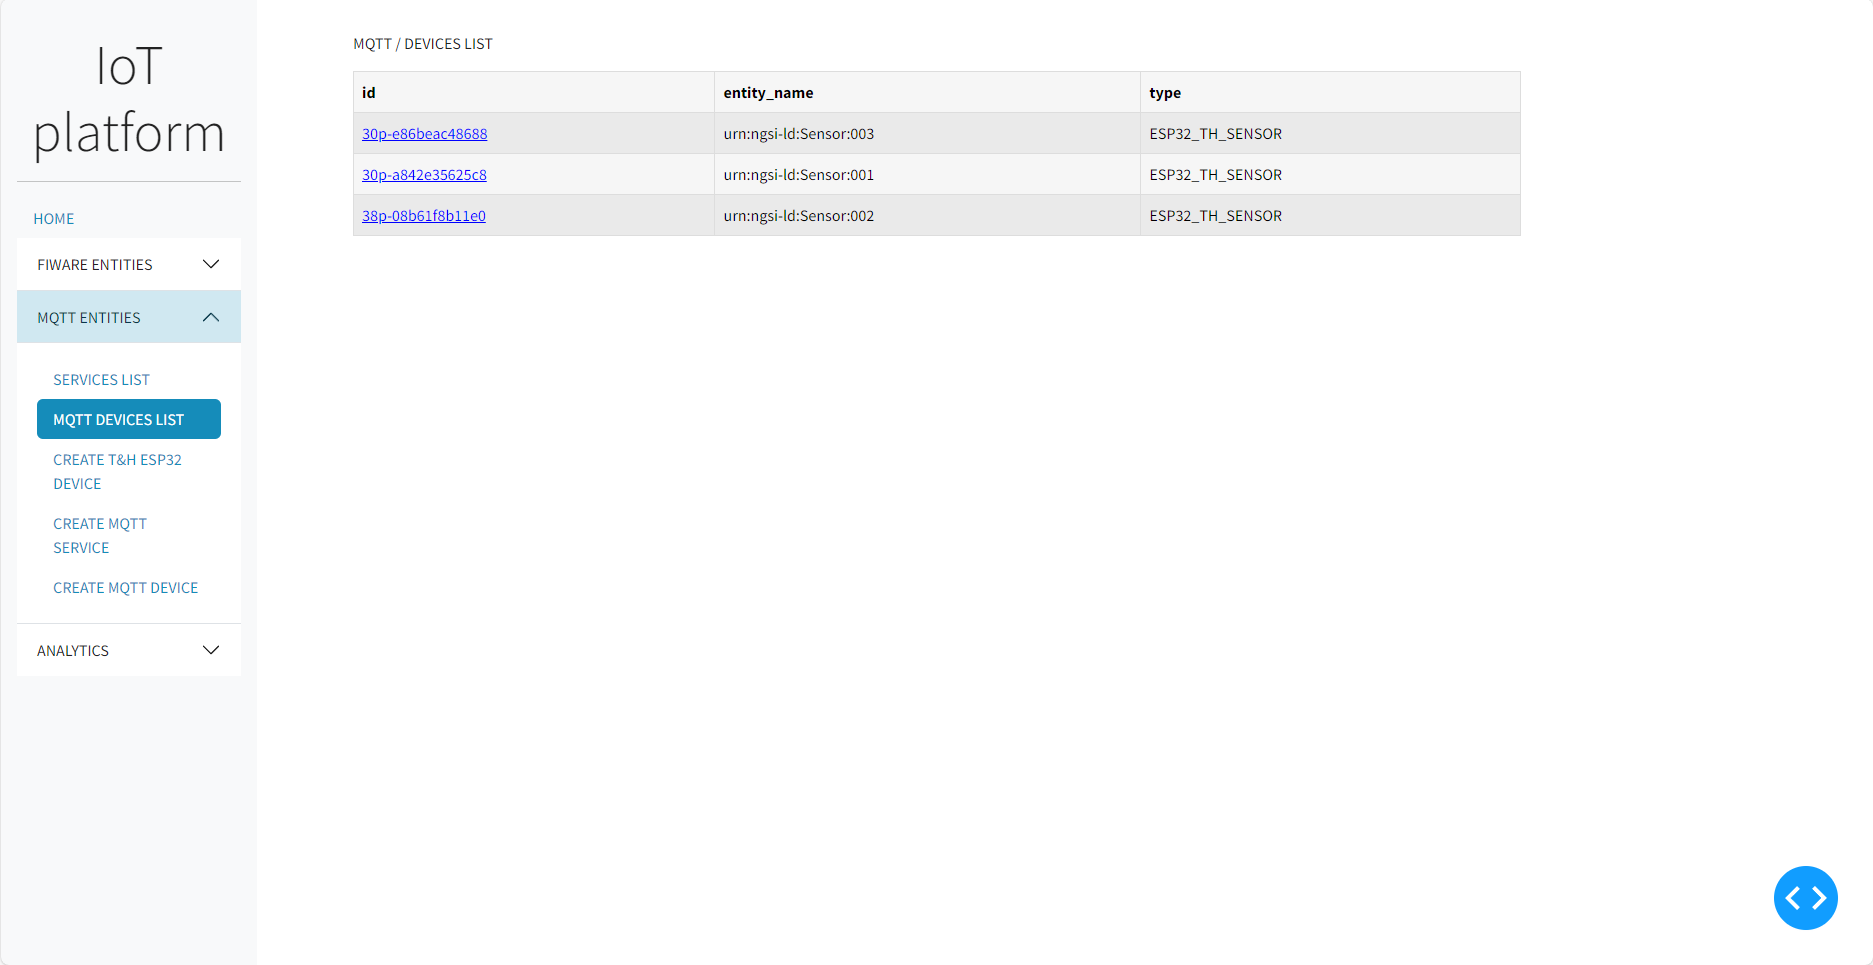 IoT
platform
HOME
FIWARE ENTITIES
MQTT ENTITIES
SERVICES LIST
MQTT DEVICES LIST
CREATE T&H ESP32
DEVICE
CREATE MQTT
SERVICE
CREATE MQTT DEVICE
ANALYTICS
MQTT / DEVICES LIST
id entity_name type
30p-e86beac48688 urn:ngsi-ld:Sensor:003 ESP32_TH_SENSOR
30p-a842e35625c8 urn:ngsi-ld:Sensor:001 ESP32_TH_SENSOR
38p-08b61f8b11e0 urn:ngsi-ld:Sensor:002 ESP32_TH_SENSOR